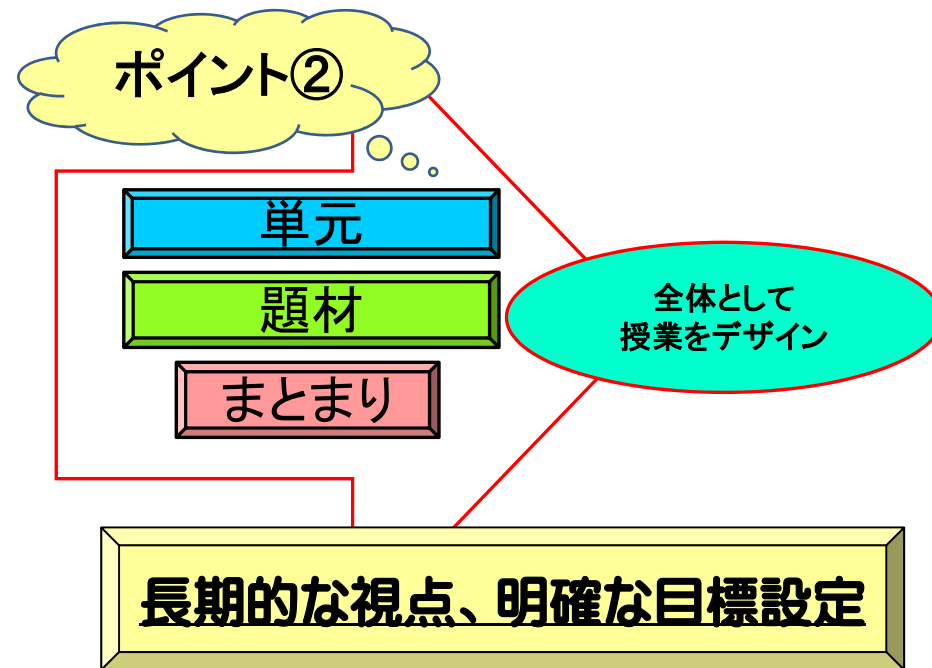 ポイント②
単元
題材
まとまり
全体として
授業をデザイン
長期的な視点、明確な目標設定